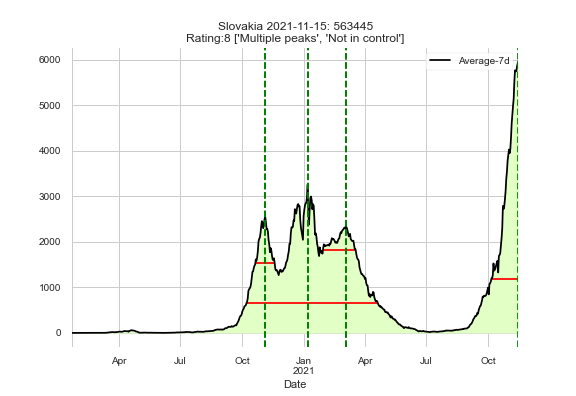 Slovakia 2021-11-15: 563445
Rating:8 ['Multiple peaks', 'Not in control']
Average-7d
6000
5000
4000
3000
2000
1000
0
Apr Jul Oct Jan Apr Jul Oct
2021
Date